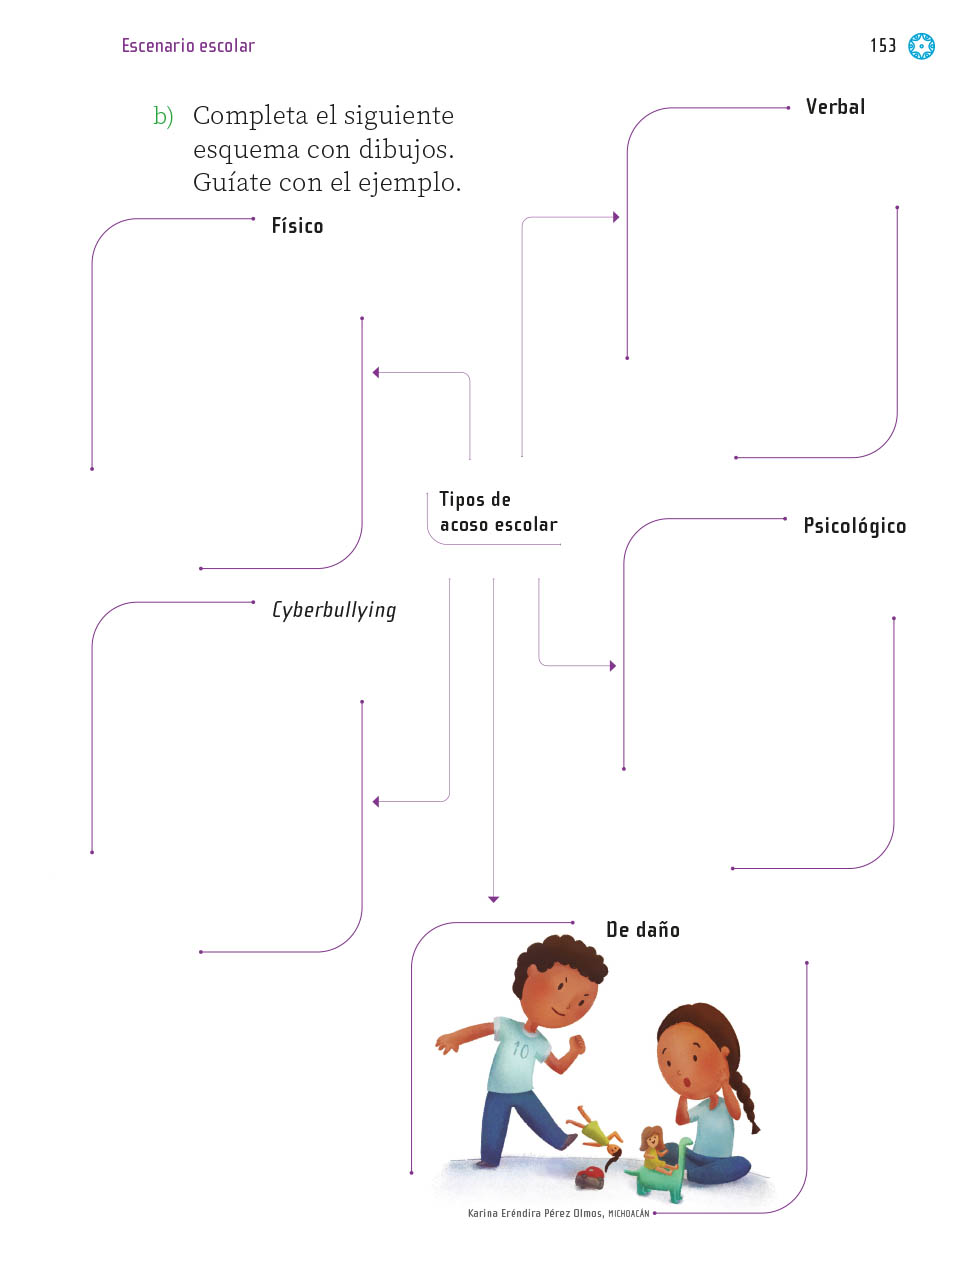 Escenario escolar
153
b) Completa el siguiente
esquema con dibujos.
Guíate con el ejemplo.
Verbal
Físico
Tipos de
acoso escolar
Psicológico
Cyberbullying
De daño
10
Karina Eréndira Pérez Olmos, MICHOACÁN